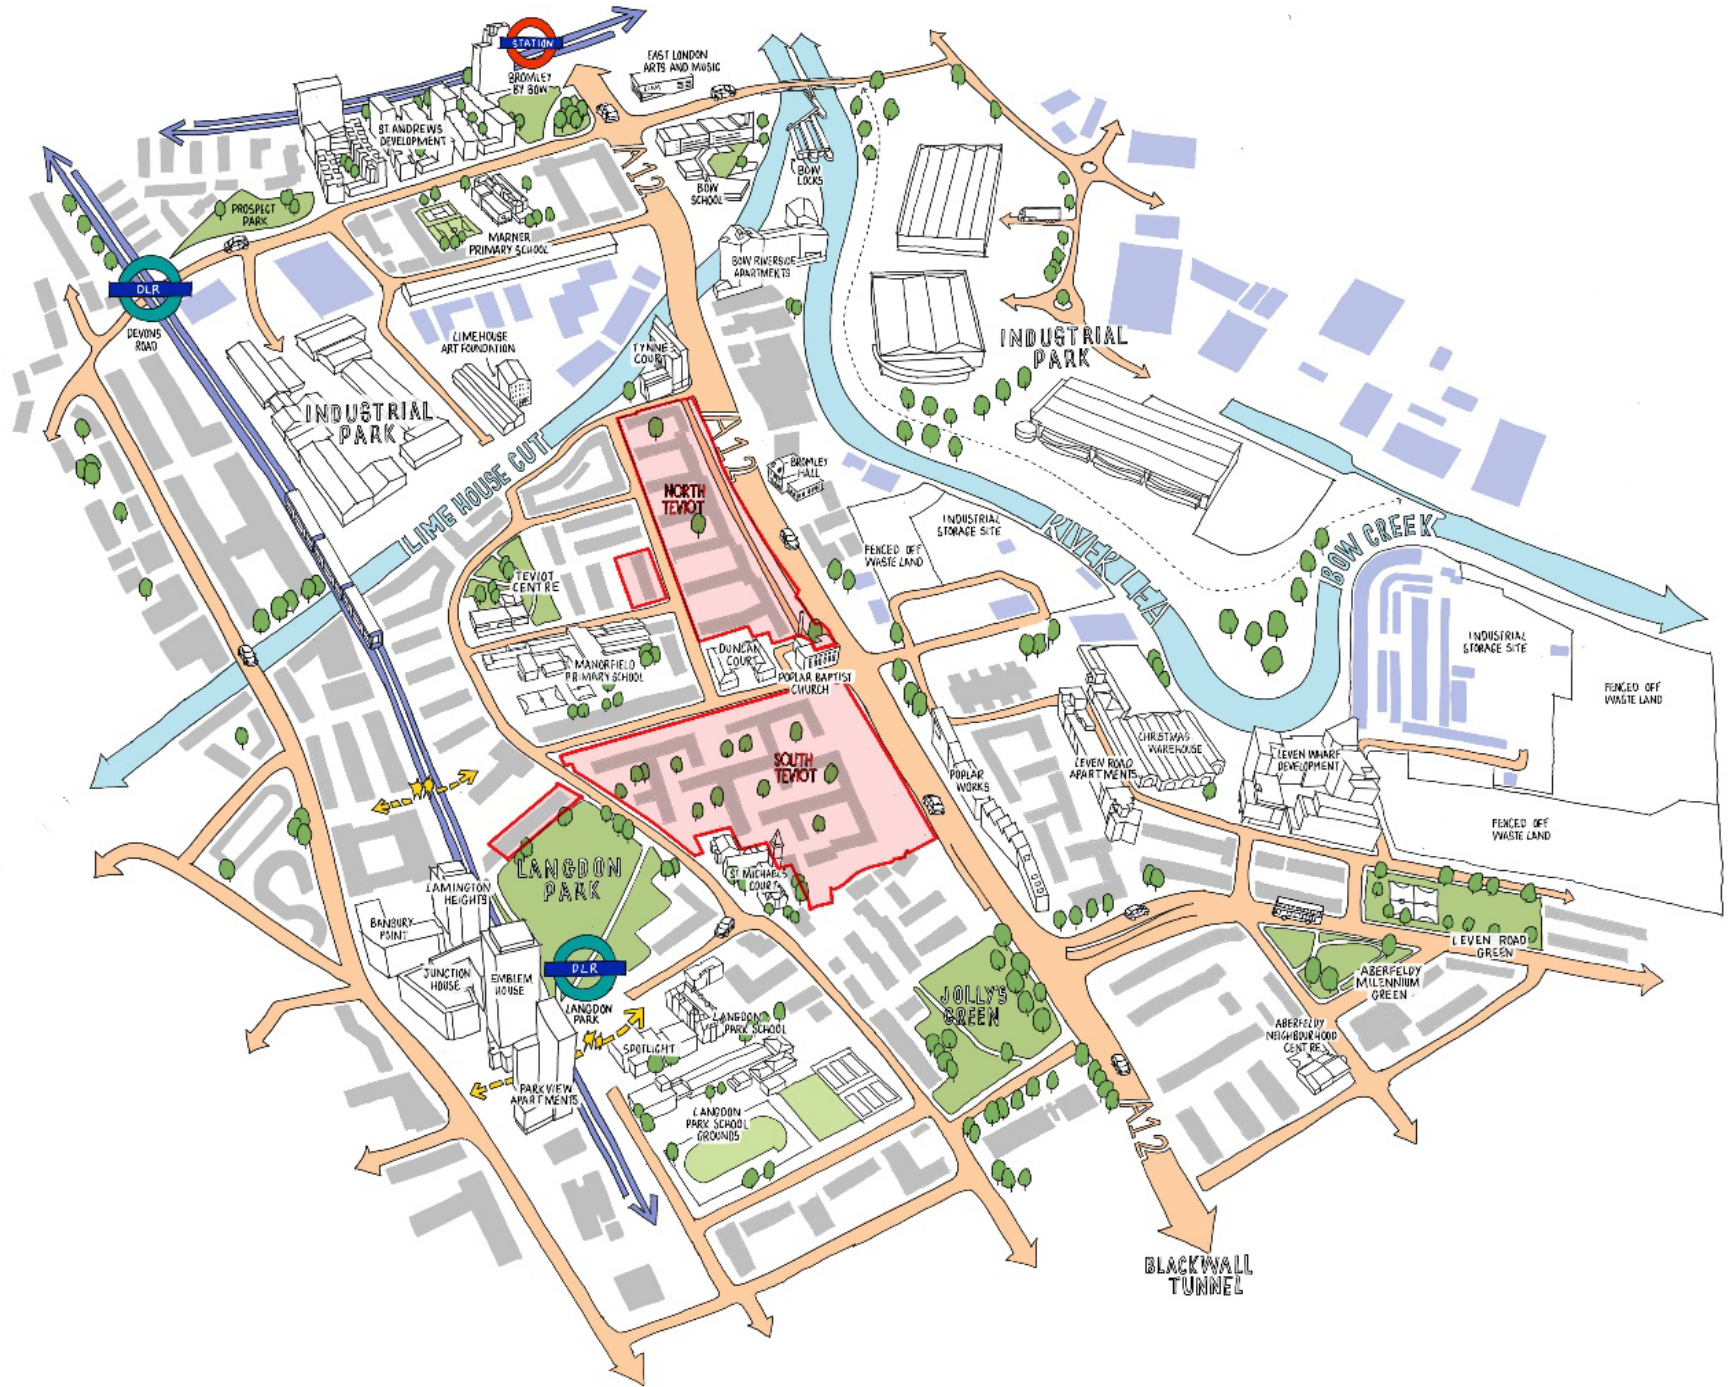 STATION
BROMLEY
BY BOW
EAST LONDON
ARTS AND MUSIC
ST. ANDREWS
DEVELOPMENT
A12
BOW
SCHOOL
BOW
LOCKS
PROSPECT
PARK
MARNER
PRIMARY SCHOOL
BOW RIVERSIDE
APARTMENTS
DLR
DEVONS
ROAD
LIMEHOUSE
ART FOUNDATION
TYNNE
COURT
INDUSTRIAL
PARK
INDUSTRIAL
PARK
A12
LIME HOUSE CUT
BROMLEY
HALL
NORTH
TEVIOT
INDUSTRIAL
STORAGE SITE
FENCED OFF
WASTE LAND
RIVER LEA
BOW CREEK
TEVIOT
CENTRE
MANORFIELD
PRIMARY SCHOOL
DUNCAN
COURT
POPLAR BAPTIST
CHURCH
INDUSTRIAL
STORAGE SITE
FENCED OFF
WASTE LAND
SOUTH
TEVIOT
POPLAR
WORKS
LEVEN ROAD
APARTMENTS
CHRISTMAS
WAREHOUSE
LEVEN WHARF
DEVELOPMENT
FENCED OFF
WASTE LAND
LANGDON
PARK
ST MICHAELS
COURT
LAMINGTON
HEIGHTS
BANBURY
POINT
JUNCTION
HOUSE
EMBLEM
HOUSE
DLR
LANGDON
PARK
LEVEN ROAD
GREEN
ABERFELDY
MILENNIUM
GREEN
JOLLY'S
GREEN
LANGDON
PARK SCHOOL
SPOTLIGHT
ABERFELDY
NEIGHBOURHOOD
CENTRE
PARKVIEW
APARTMENTS
LANGDON
PARK SCHOOL
GROUNDS
A12
BLACKWALL
TUNNEL